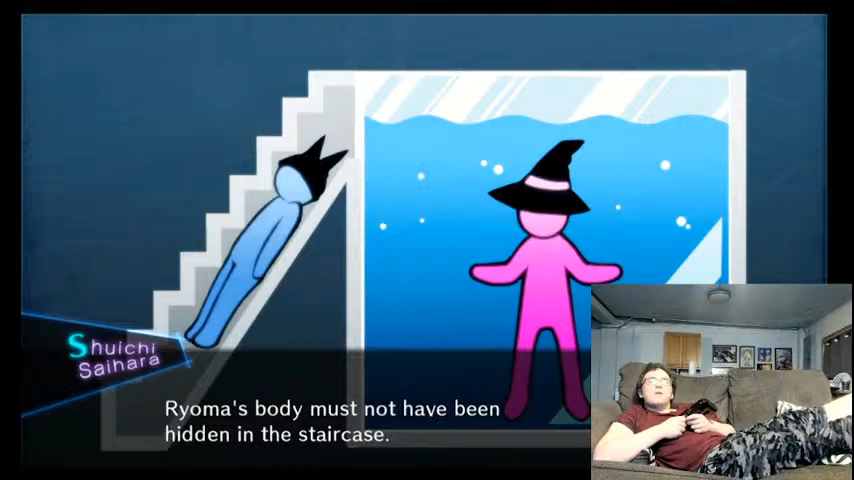 Shuichi
Saihara
Ryoma's body must not have been
hidden in the staircase.